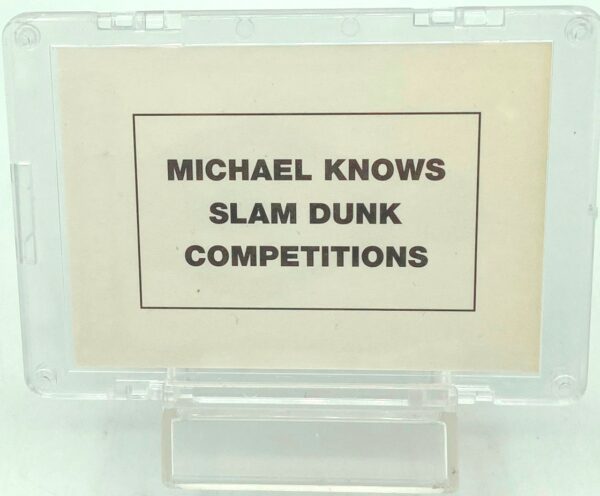 MICHAEL KNOWS
SLAM DUNK
COMPETITIONS